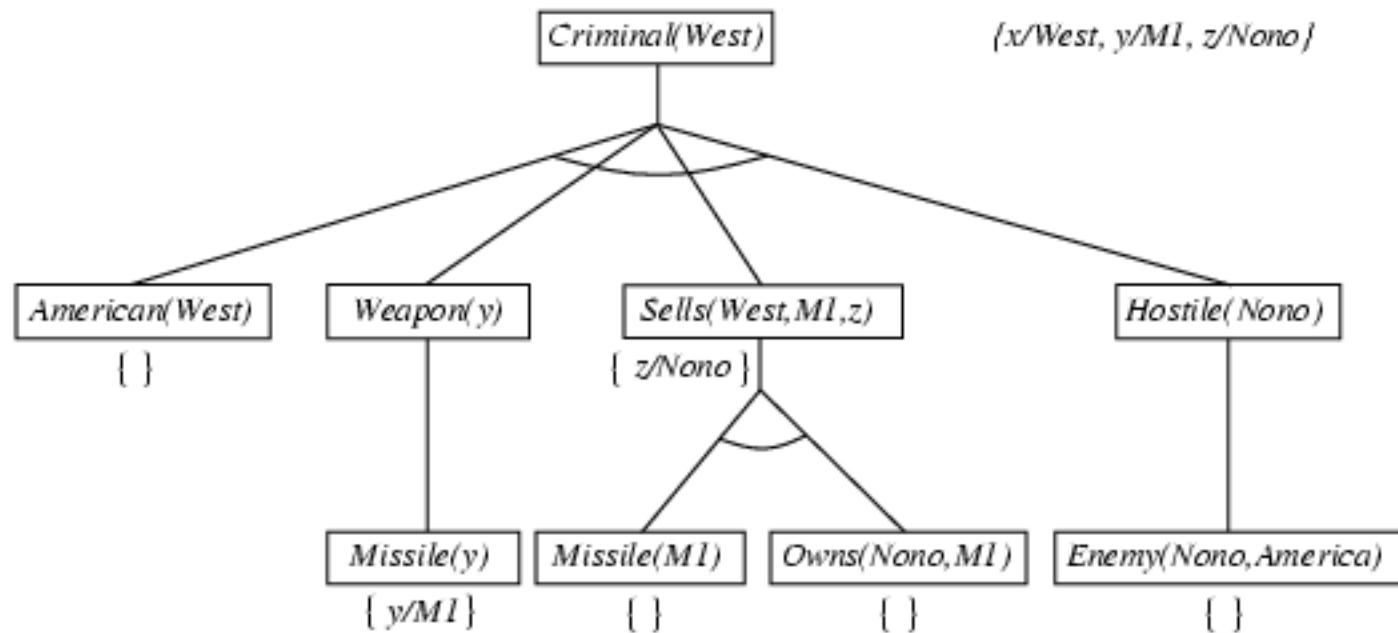 Criminal(West)
{x/West, y/M1, z/Nono}
American(West)
Weapon(y)
Sells(West,M1,z)
Hostile(Nono)
{ }
{ z/Nono }
Missile(y)
Missile(M1)
Owns(Nono,M1)
Enemy(Nono,America)
{ y/M1 }
{ }
{ }
{ }